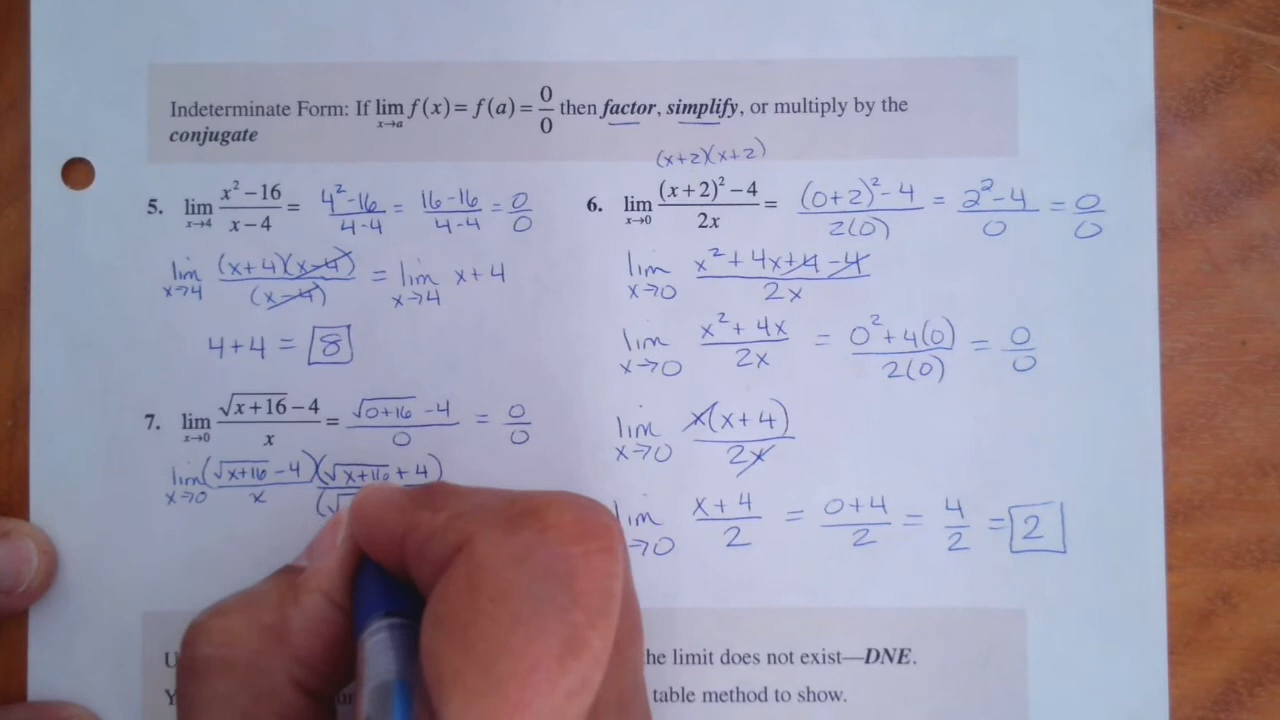 Indeterminate Form: If lim x→a f(x) = f(a) = 0/0 then factor, simplify, or multiply by the
conjugate
5. lim x→4 (x² − 16)/(x − 4) = (4² - 16)/(4 - 4) = (16 - 16)/(4 - 4) = 0/0
lim x→4 (x+4)(x-4)/(x-4) = lim x→4 x+4
4+4 = 8
(x+2)(x+2)
6. lim x→0 ((x + 2)² − 4)/(2x) = ((0+2)² - 4)/(2(0)) = (2² - 4)/0 = 0/0
lim x→0 (x² + 4x + 4 - 4)/(2x)
lim x→0 (x² + 4x)/(2x) = (0² + 4(0))/(2(0)) = 0/0
lim x→0 x(x+4)/(2x)
lim →0 (x+4)/2 = (0+4)/2 = 4/2 = 2
7. lim x→0 (√(x+16) − 4)/x = (√(0+16) - 4)/0 = 0/0
lim x→0 (√(x+16) - 4)/x (√(x+16) + 4)/(√
he limit does not exist—DNE.
table method to show.